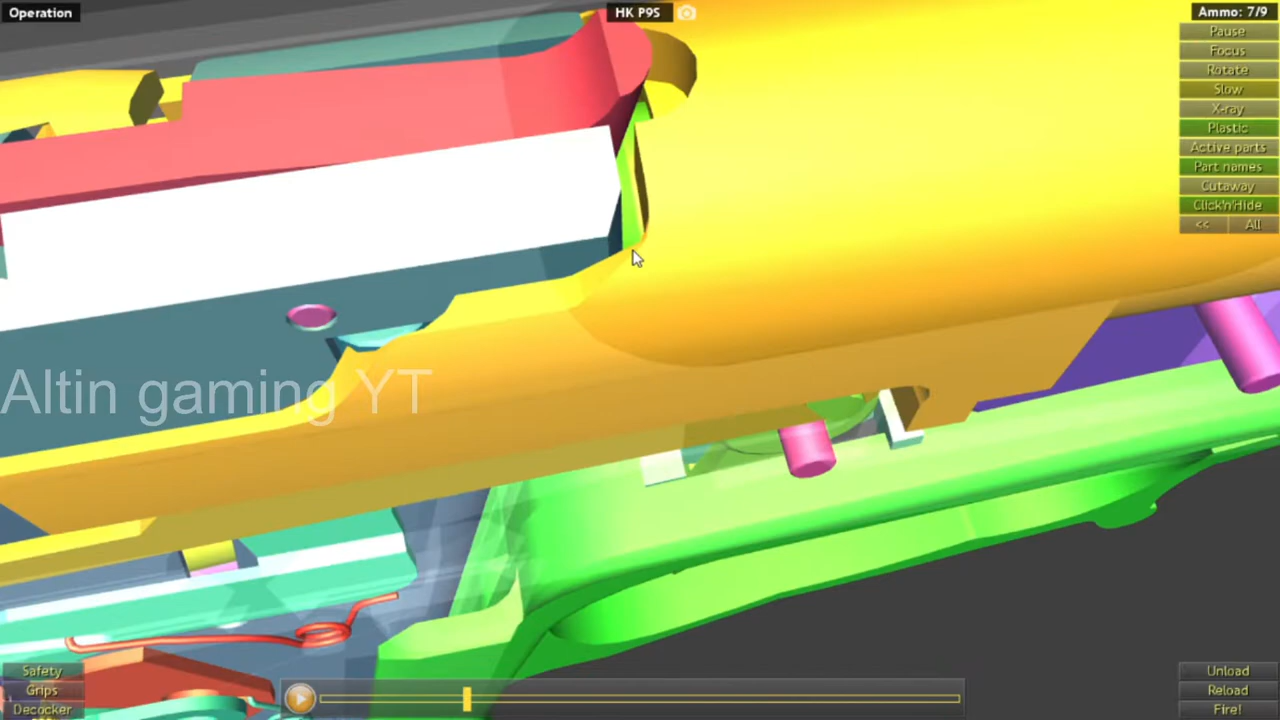 Operation
HK P9S
Ammo: 7/9
Pause
Focus
Rotate
Slow
X-ray
Plastic
Active parts
Part names
Cutaway
Click'n'Hide
<< All
Altin gaming YT
Safety
Grips
Decocker
Unload
Reload
Fire!